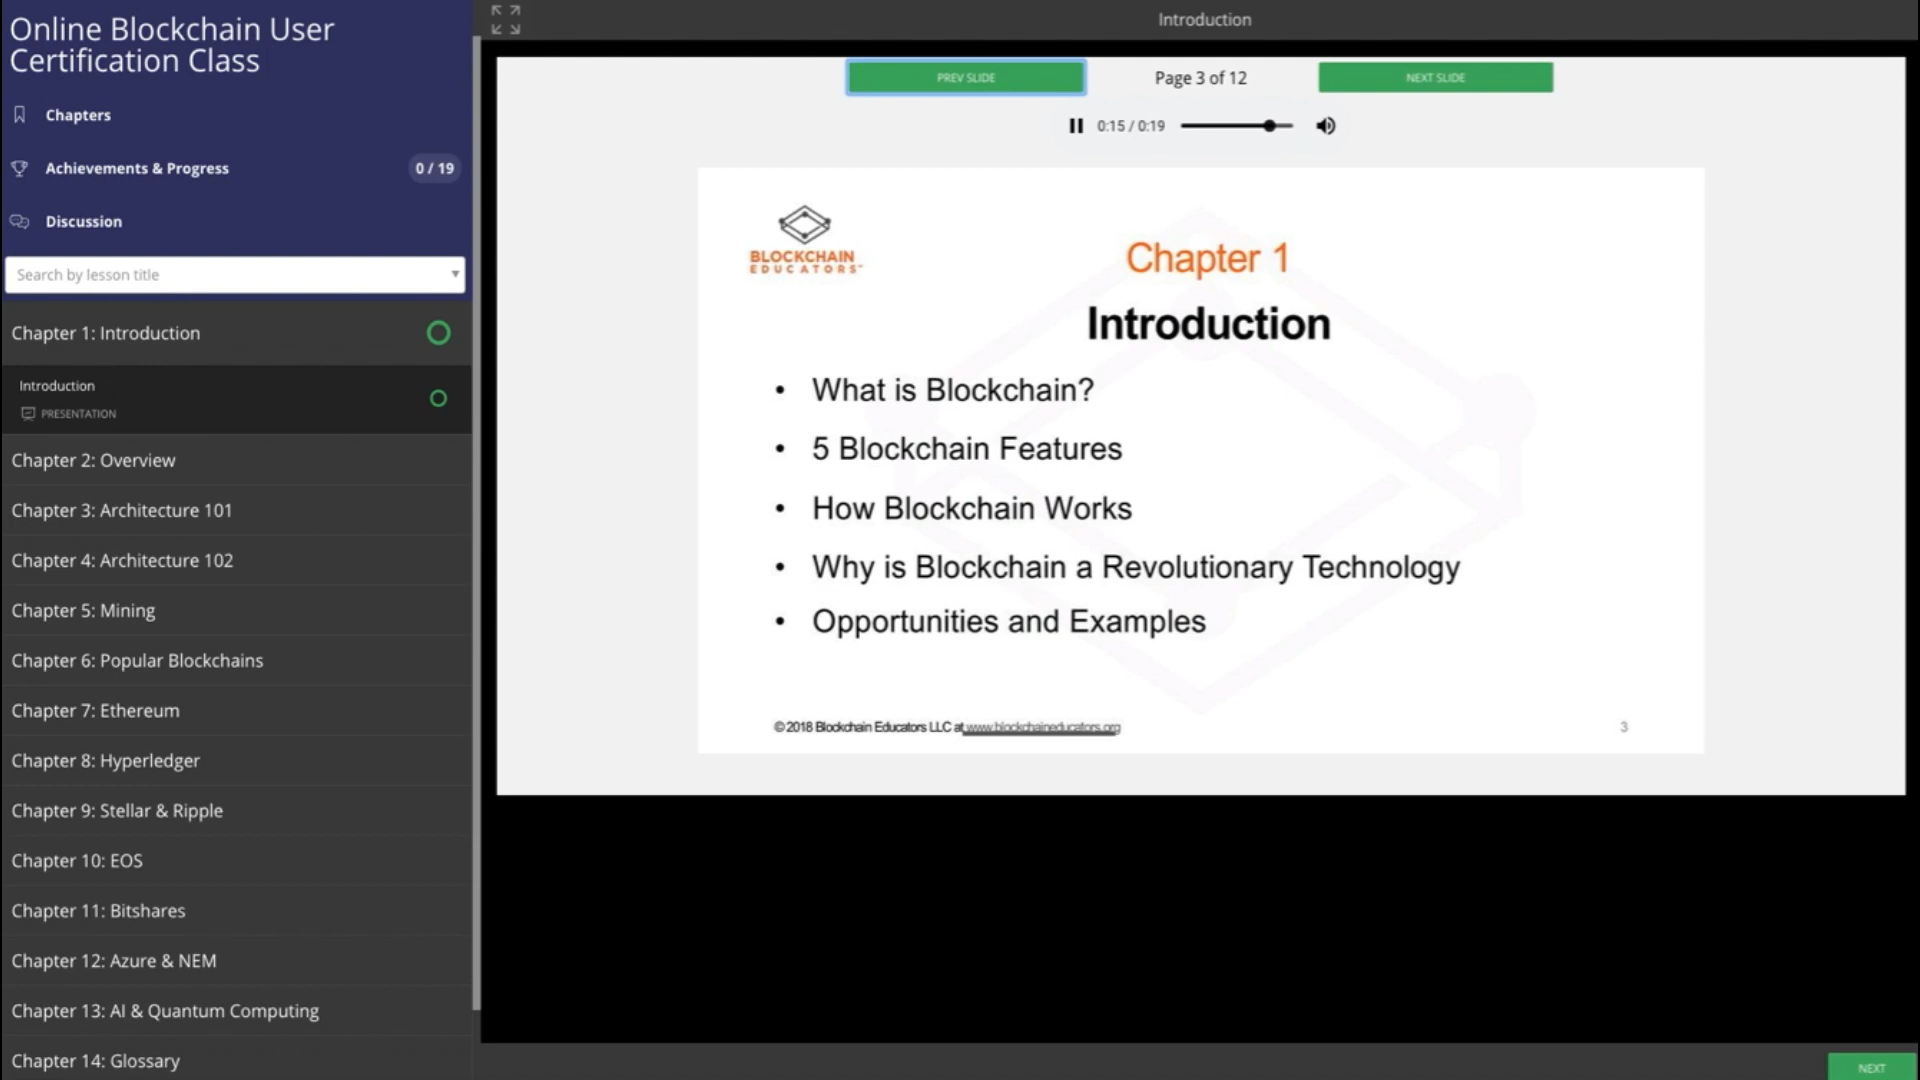 Online Blockchain User
Certification Class
Chapters
Achievements & Progress
0 / 19
Discussion
Search by lesson title
Chapter 1: Introduction
Introduction
PRESENTATION
Chapter 2: Overview
Chapter 3: Architecture 101
Chapter 4: Architecture 102
Chapter 5: Mining
Chapter 6: Popular Blockchains
Chapter 7: Ethereum
Chapter 8: Hyperledger
Chapter 9: Stellar & Ripple
Chapter 10: EOS
Chapter 11: Bitshares
Chapter 12: Azure & NEM
Chapter 13: AI & Quantum Computing
Chapter 14: Glossary
Introduction
PREV SLIDE
Page 3 of 12
NEXT SLIDE
0:15 / 0:19
BLOCKCHAIN
EDUCATORS™
Chapter 1
Introduction
• What is Blockchain?
• 5 Blockchain Features
• How Blockchain Works
• Why is Blockchain a Revolutionary Technology
• Opportunities and Examples
© 2018 Blockchain Educators LLC at www.blockchaineducators.org
3
NEXT